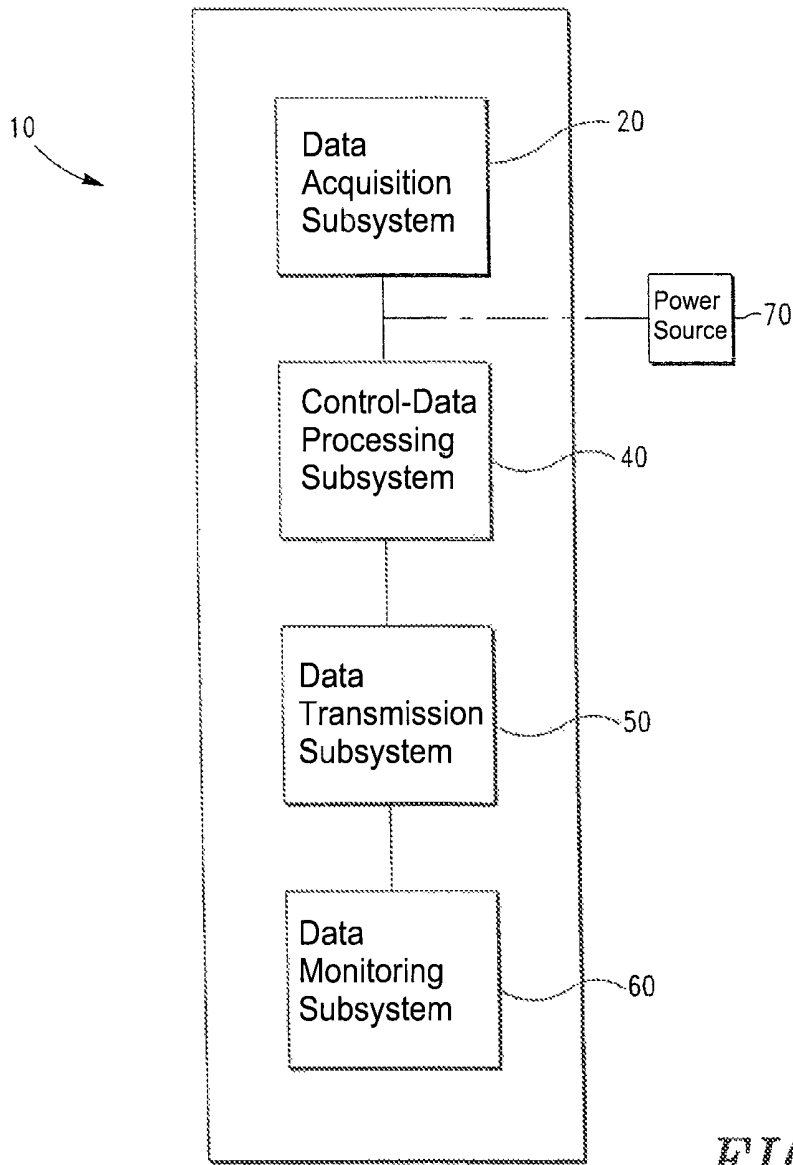 10
Data
Acquisition
Subsystem
20
Power
Source
70
Control-Data
Processing
Subsystem
40
Data
Transmission
Subsystem
50
Data
Monitoring
Subsystem
60